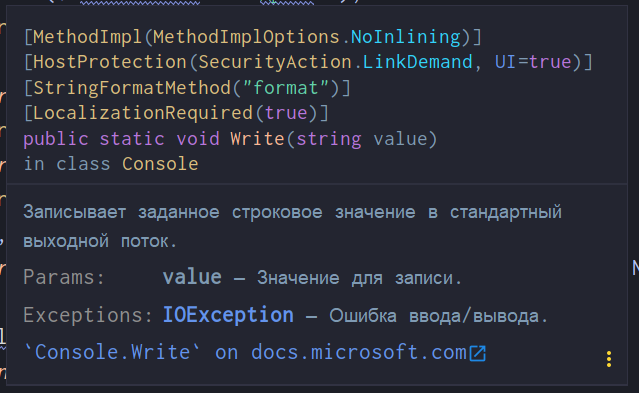 [MethodImpl(MethodImplOptions.NoInlining)]
[HostProtection(SecurityAction.LinkDemand, UI=true)]
[StringFormatMethod("format")]
[LocalizationRequired(true)]
public static void Write(string value)
in class Console
Записывает заданное строковое значение в стандартный
выходной поток.
Params: value — Значение для записи.
Exceptions: IOException — Ошибка ввода/вывода.
`Console.Write` on docs.microsoft.com